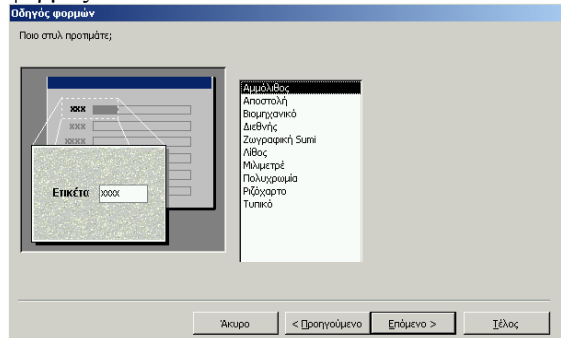 Οδηγός φορμών
Ποιο στυλ προτιμάτε;
xxx
xxx
xxxx
Ετικέτα xxxx
Αμμόλιθος
Αποστολή
Βιομηχανικό
Διεθνής
Ζωγραφική Sumi
Λίθος
Μιλιμετρέ
Πολυχρωμία
Ριζόχαρτο
Τυπικό
Άκυρο < Προηγούμενο Επόμενο > Τέλος